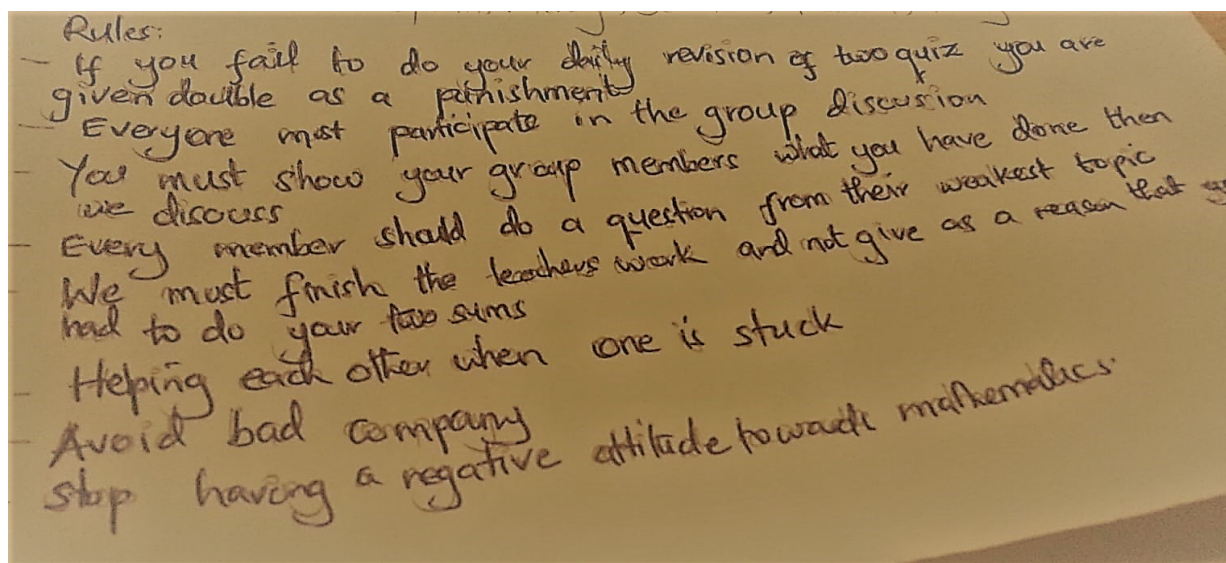 Rules:
- If you fail to do your daily revision of two quiz you are
given double as a punishment
- Everyone must participate in the group discusion
- You must show your group members what you have done then
we discuss
- Every member should do a question from their weakest topic
We must finish the teachers work and not give as a reason that
had to do your two sums
- Helping each other when one is stuck
- Avoid bad company
stop having a negative attitude towards mathematics.